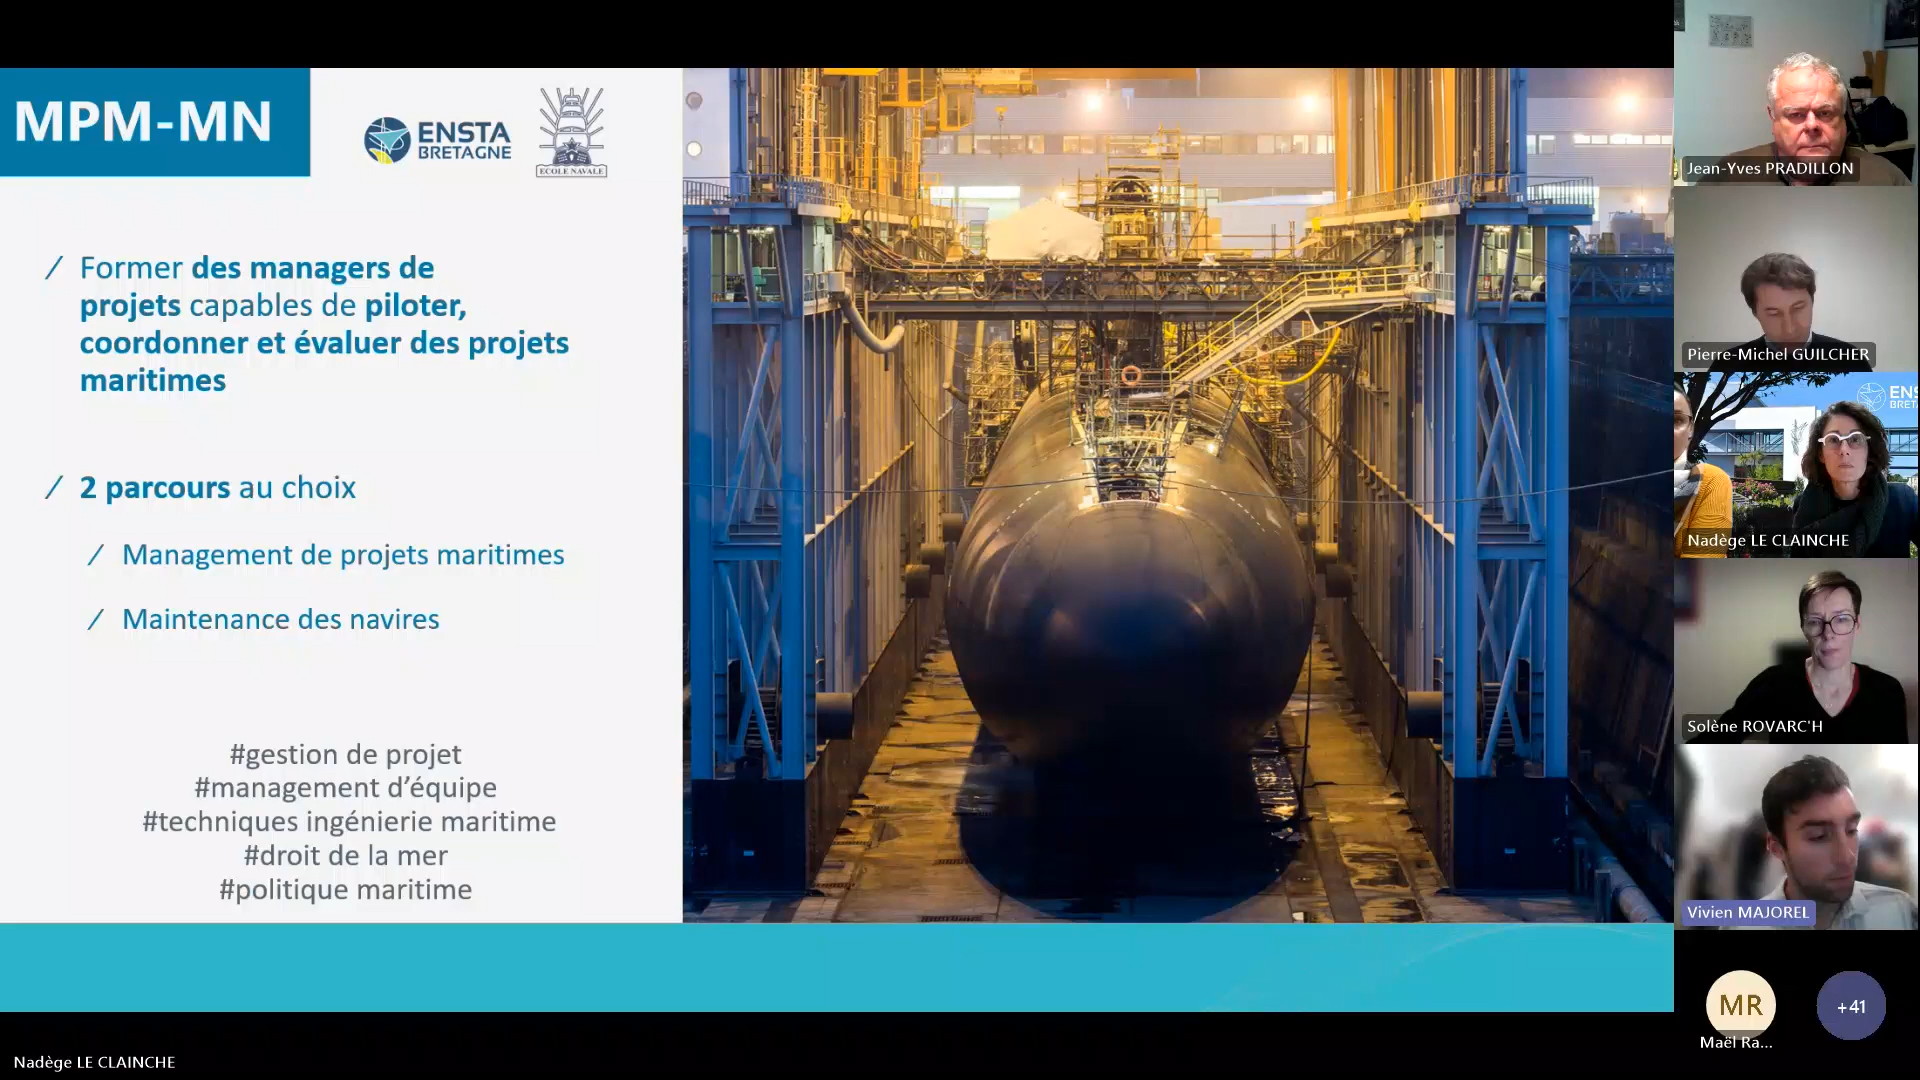 MPM-MN
ENSTA
BRETAGNE
ECOLE NAVALE
Former des managers de
projets capables de piloter,
coordonner et évaluer des projets
maritimes
2 parcours au choix
Management de projets maritimes
Maintenance des navires
#gestion de projet
#management d’équipe
#techniques ingénierie maritime
#droit de la mer
#politique maritime
Jean-Yves PRADILLON
Pierre-Michel GUILCHER
ENS
BRETA
Nadège LE CLAINCHE
Solène ROVARC'H
Vivien MAJOREL
MR
+41
Maël Ra...
Nadège LE CLAINCHE